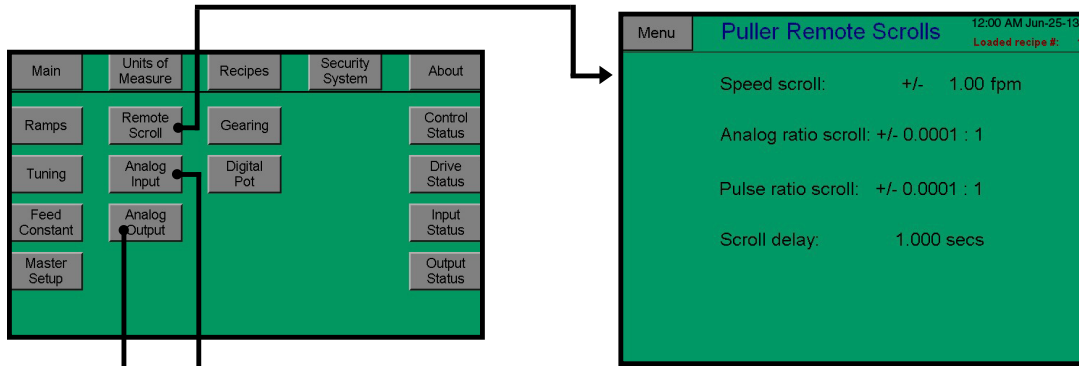 Main
Units of
Measure
Recipes
Security
System
About
Ramps
Remote
Scroll
Gearing
Control
Status
Tuning
Analog
Input
Digital
Pot
Drive
Status
Feed
Constant
Analog
Output
Input
Status
Master
Setup
Output
Status
Menu
Puller Remote Scrolls
12:00 AM Jun-25-13
Loaded recipe #:
Speed scroll: +/- 1.00 fpm
Analog ratio scroll: +/- 0.0001 : 1
Pulse ratio scroll: +/- 0.0001 : 1
Scroll delay: 1.000 secs